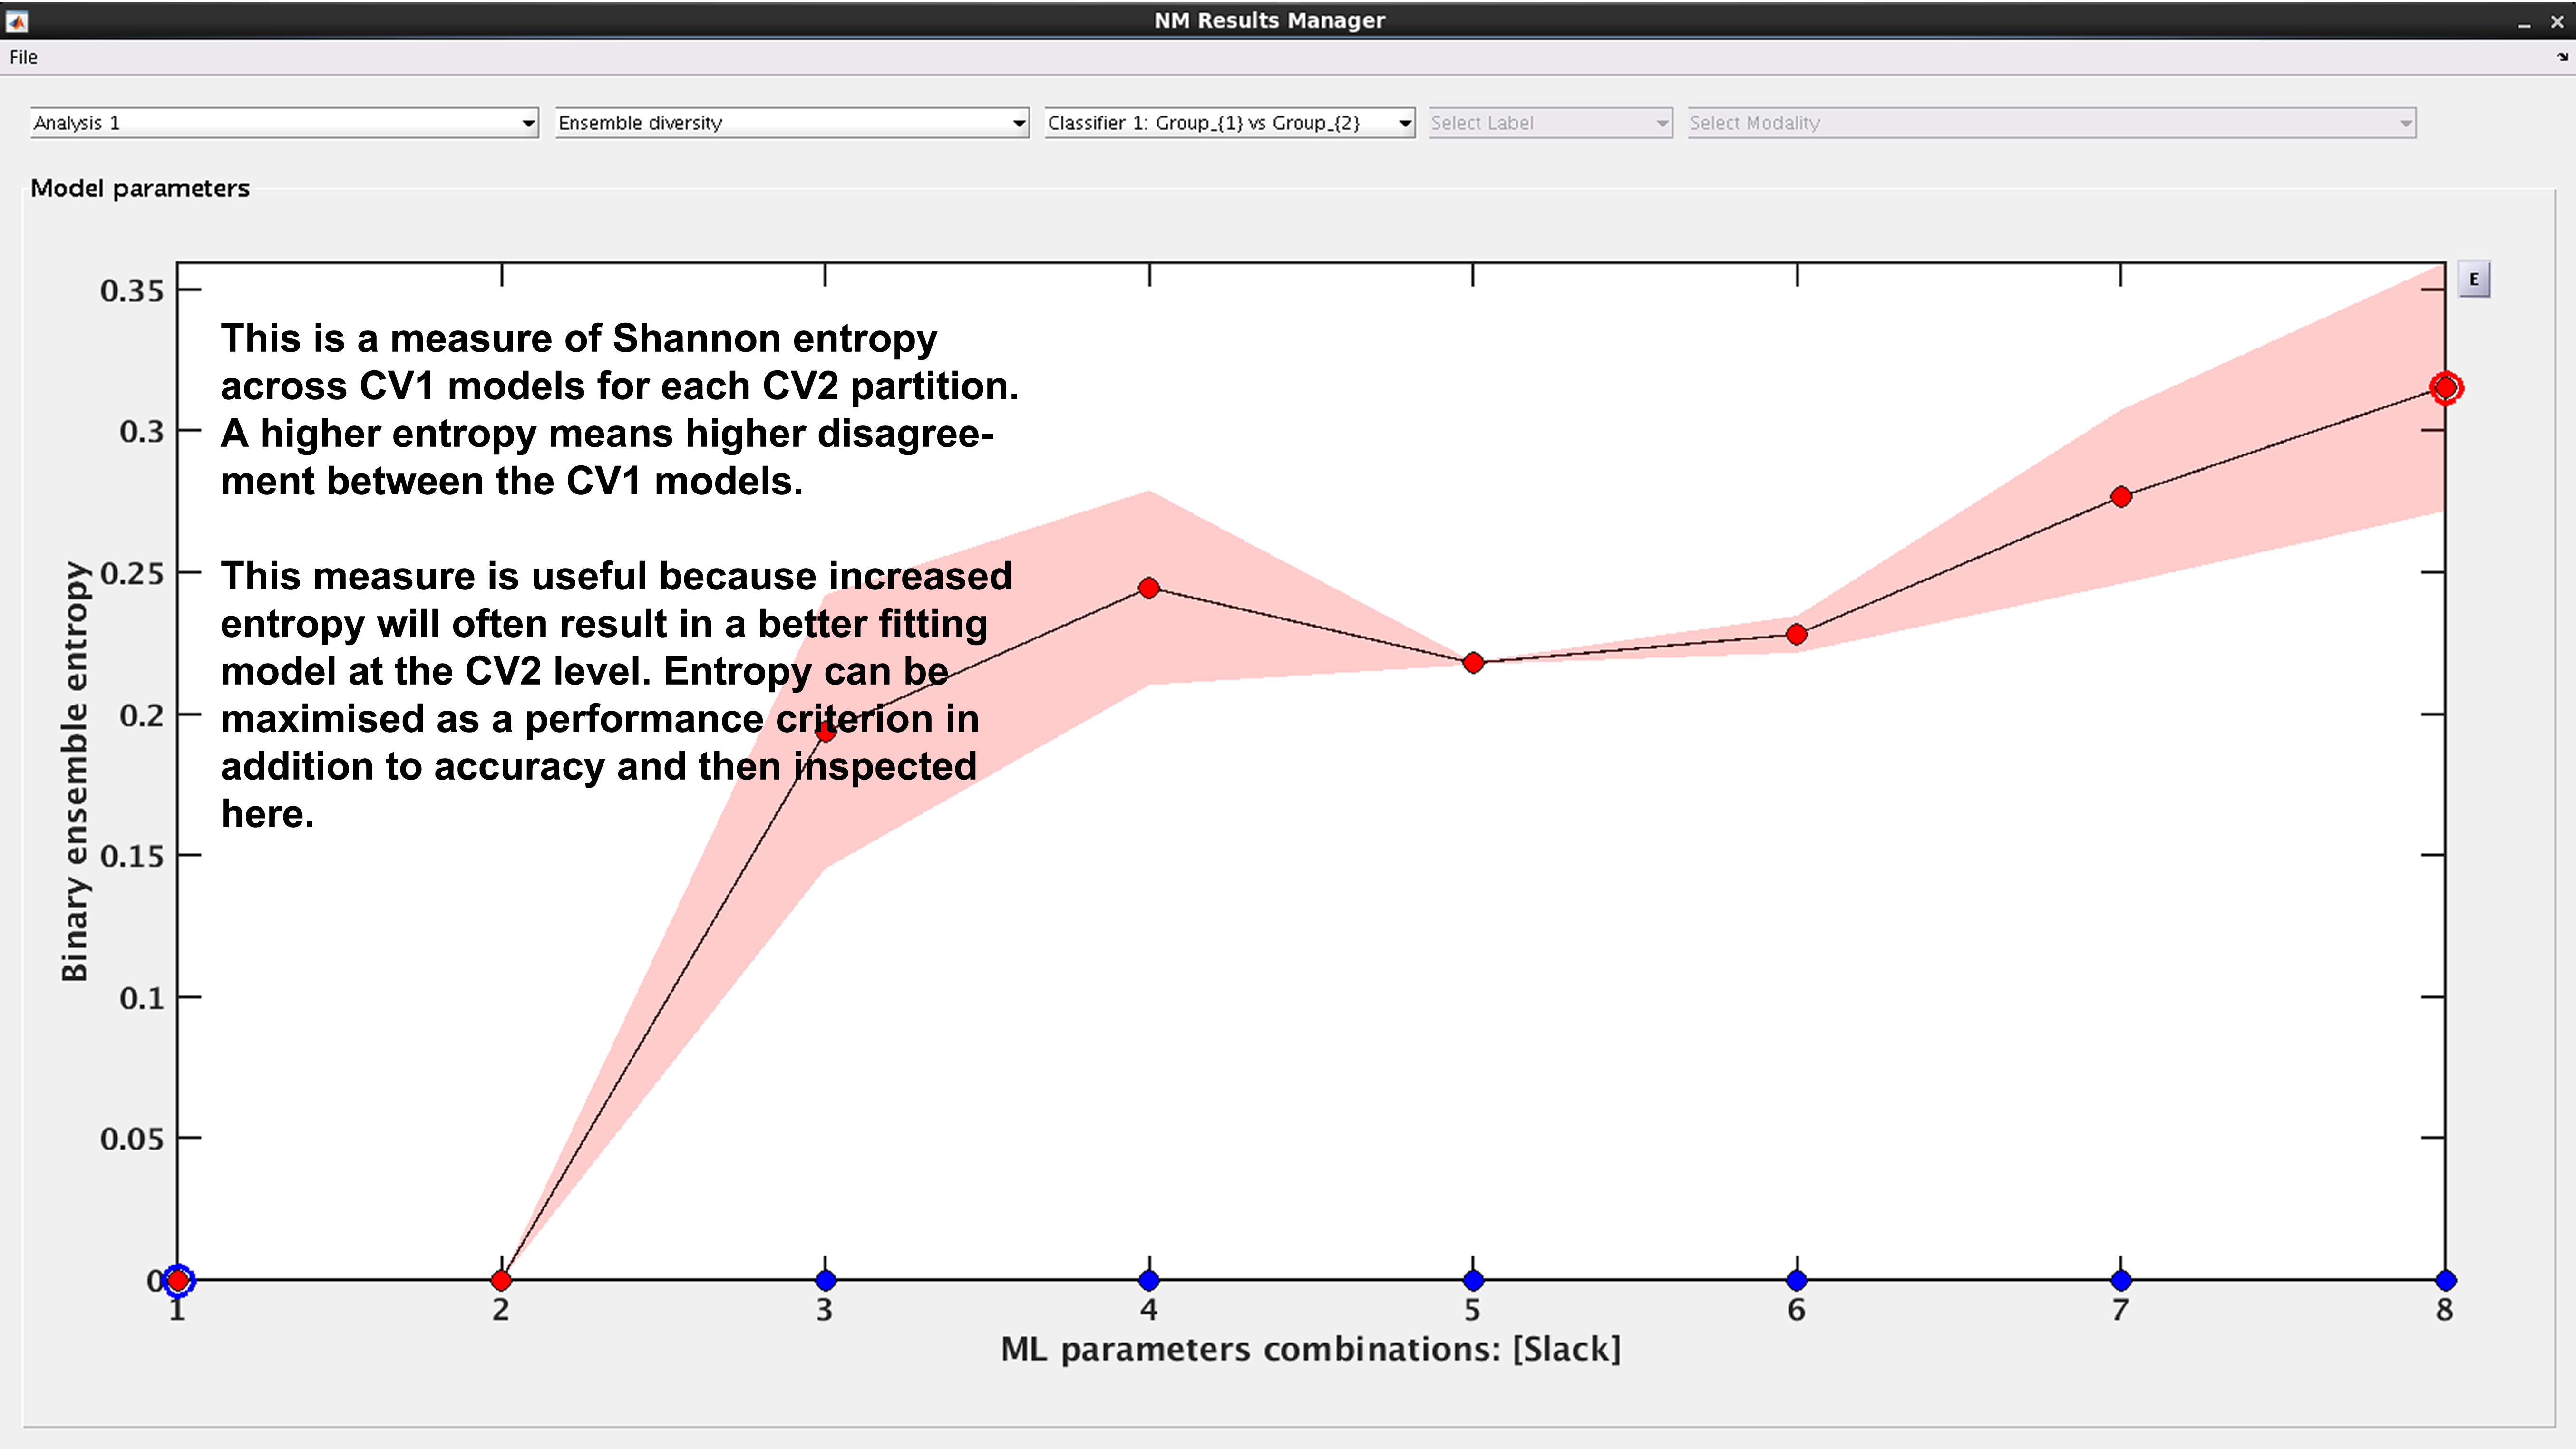 NM Results Manager
File
Analysis 1
Ensemble diversity
Classifier 1: Group_{1} vs Group_{2}
Select Label
Select Modality
Model parameters
E
This is a measure of Shannon entropy
across CV1 models for each CV2 partition.
A higher entropy means higher disagree-
ment between the CV1 models.
This measure is useful because increased
entropy will often result in a better fitting
model at the CV2 level. Entropy can be
maximised as a performance criterion in
addition to accuracy and then inspected
here.
Binary ensemble entropy
0.35
0.3
0.25
0.2
0.15
0.1
0.05
0
1 2 3 4 5 6 7 8
ML parameters combinations: [Slack]